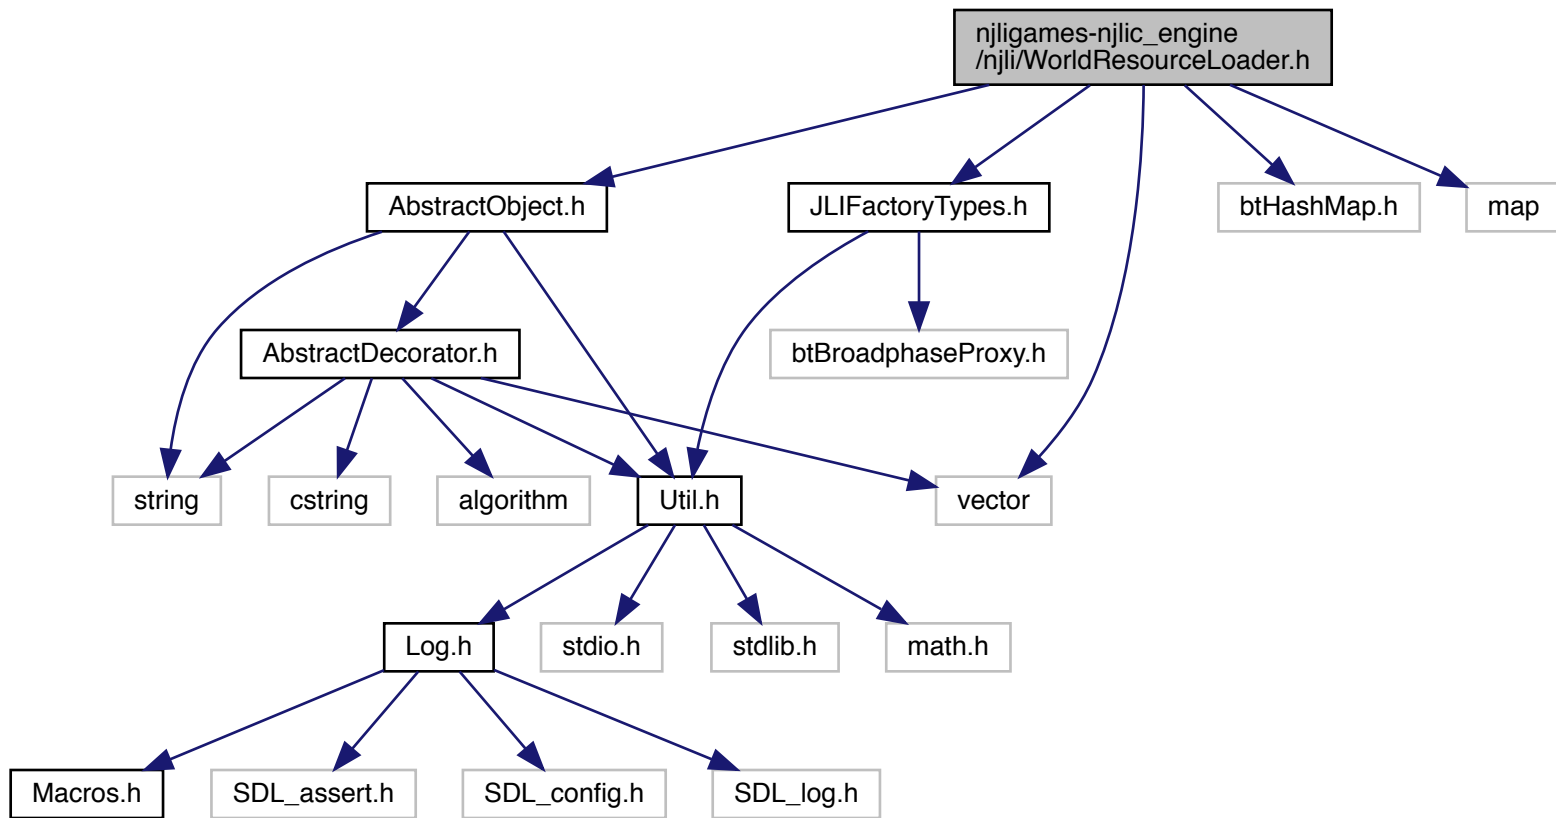 njligames-njlic_engine
/njli/WorldResourceLoader.h
AbstractObject.h
JLIFactoryTypes.h
btHashMap.h
map
AbstractDecorator.h
btBroadphaseProxy.h
string
cstring
algorithm
Util.h
vector
Log.h
stdio.h
stdlib.h
math.h
Macros.h
SDL_assert.h
SDL_config.h
SDL_log.h